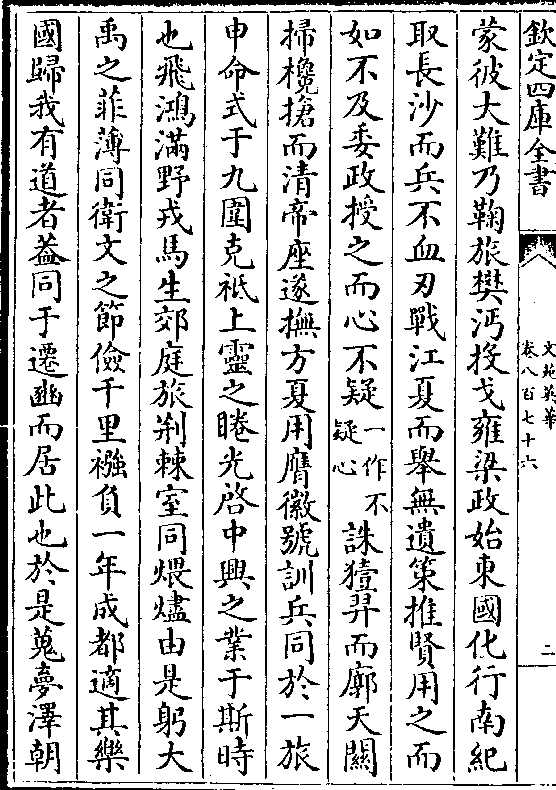 欽定四庫全書
文苑英華
卷八百七十六
二
蒙彼大難乃鞠旅樊沔投戈雍梁政始東國化行南紀
取長沙而兵不血刃戰江夏而舉無遺策推賢用之而
如不及委政授之而心不疑一作不疑心誅獖羿而廓天闗
掃欃搶而清帝座遂撫方夏用膺徽號訓兵同於一旅
申命式于九圍克祇上靈之睠光啓中興之業于斯時
也飛鴻滿野戎馬生郊庭旅荆棘室同煨燼由是躬大
禹之菲薄同衛文之節儉千里襁負一年成都適其樂
國歸我有道者葢同于遷豳而居此也於是蒐夢澤朝